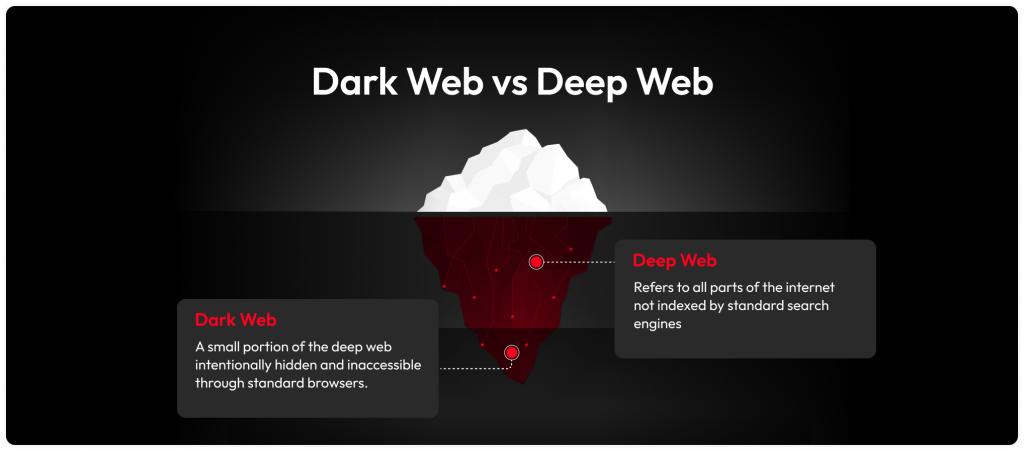 Dark Web vs Deep Web
Deep Web
Refers to all parts of the internet
not indexed by standard search
engines
Dark Web
A small portion of the deep web
intentionally hidden and inaccessible
through standard browsers.